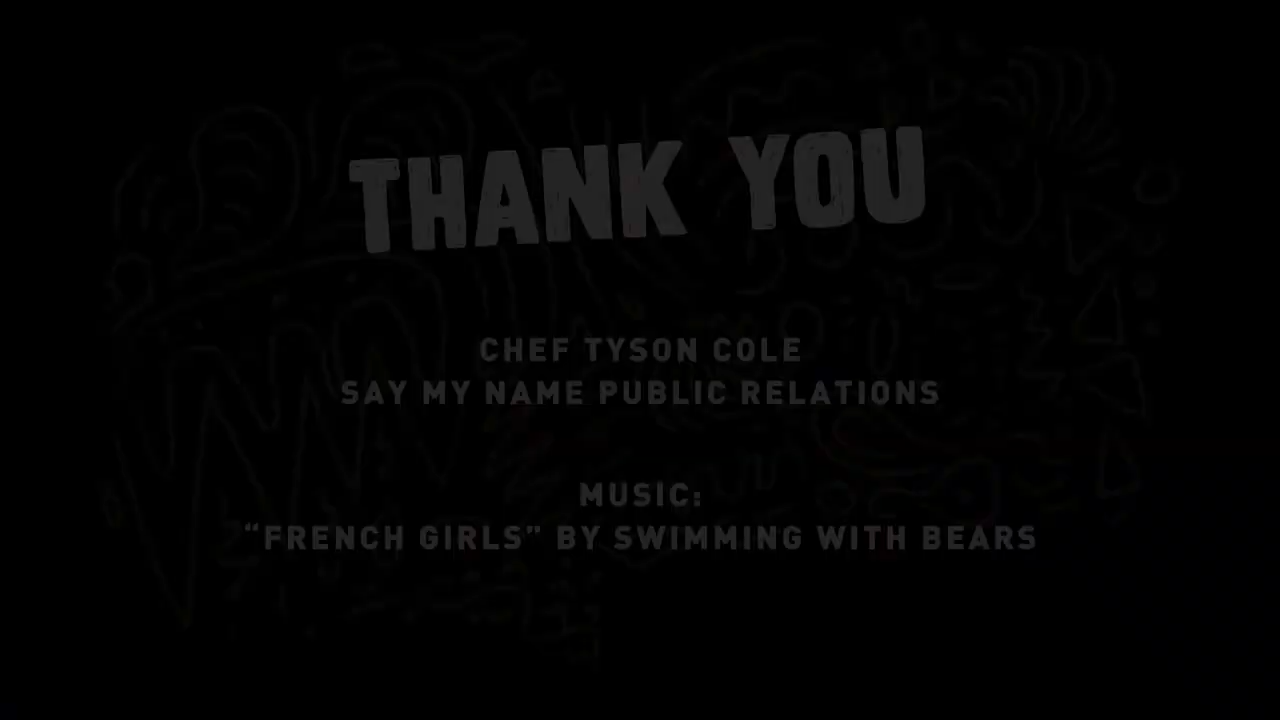 THANK YOU
CHEF TYSON COLE
SAY MY NAME PUBLIC RELATIONS
MUSIC:
“FRENCH GIRLS” BY SWIMMING WITH BEARS